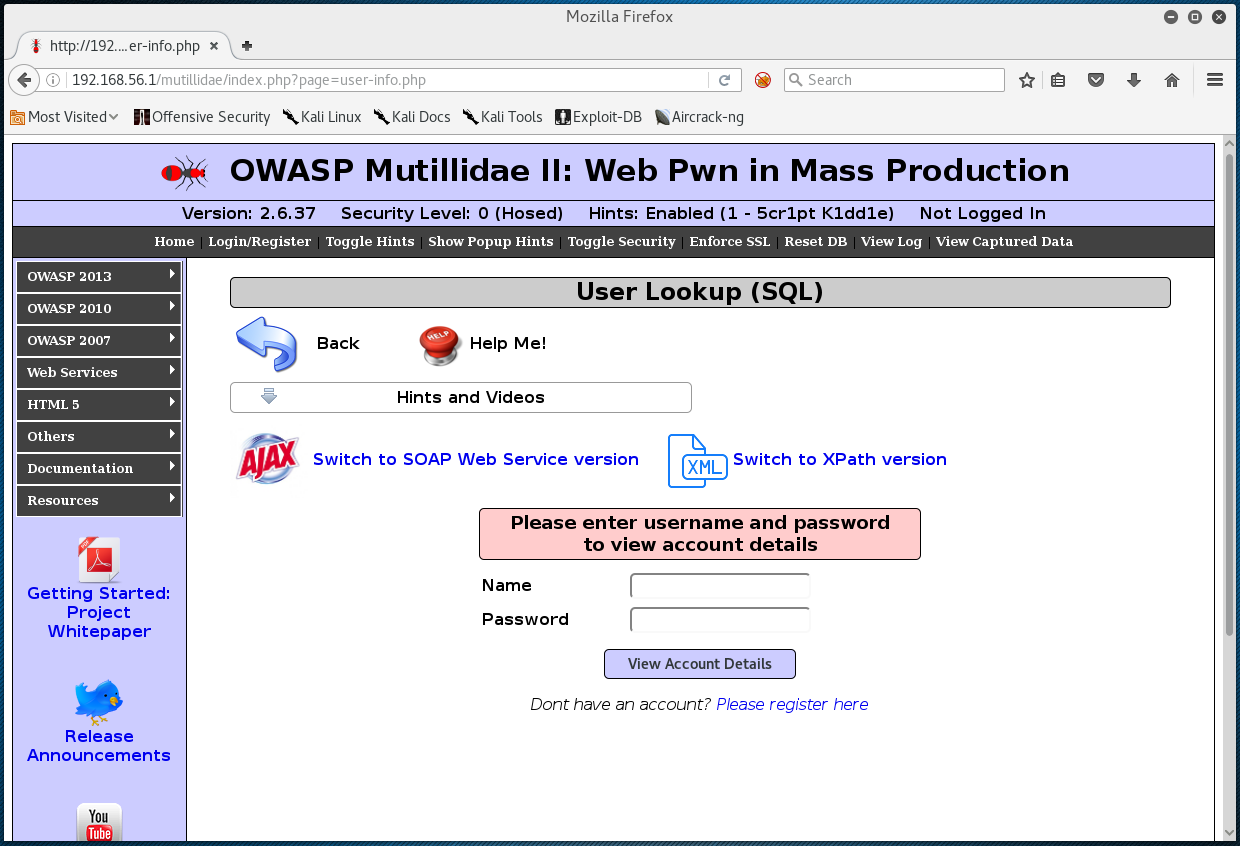 Mozilla Firefox
http://192....er-info.php
192.168.56.1/mutillidae/index.php?page=user-info.php
Search
Most Visited Offensive Security Kali Linux Kali Docs Kali Tools Exploit-DB Aircrack-ng
OWASP Mutillidae II: Web Pwn in Mass Production
Version: 2.6.37 Security Level: 0 (Hosed) Hints: Enabled (1 - 5cr1pt K1dd1e) Not Logged In
Home | Login/Register | Toggle Hints | Show Popup Hints | Toggle Security | Enforce SSL | Reset DB | View Log | View Captured Data
OWASP 2013
OWASP 2010
OWASP 2007
Web Services
HTML 5
Others
Documentation
Resources
PDF
Getting Started:
Project
Whitepaper
Release
Announcements
You
Tube
User Lookup (SQL)
Back
HELP
Help Me!
Hints and Videos
AJAX
Switch to SOAP Web Service version
XML
Switch to XPath version
Please enter username and password
to view account details
Name
Password
View Account Details
Dont have an account? Please register here